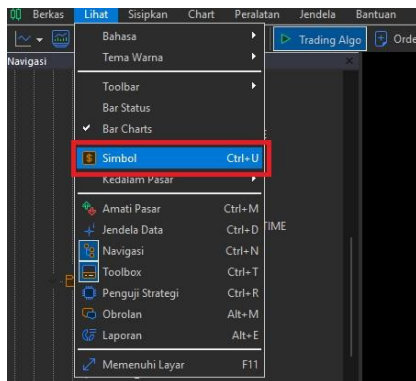 Berkas Lihat Sisipkan Chart Peralatan Jendela Bantuan
Bahasa
Trading Algo Orde
Navigasi
Tema Warna
Toolbar
Bar Status
Bar Charts
Simbol Ctrl+U
Kedalam Pasar
Amati Pasar Ctrl+M
Jendela Data Ctrl+D
TIME
Navigasi Ctrl+N
Toolbox Ctrl+T
Penguji Strategi Ctrl+R
Obrolan Alt+M
Laporan Alt+E
Memenuhi Layar F11